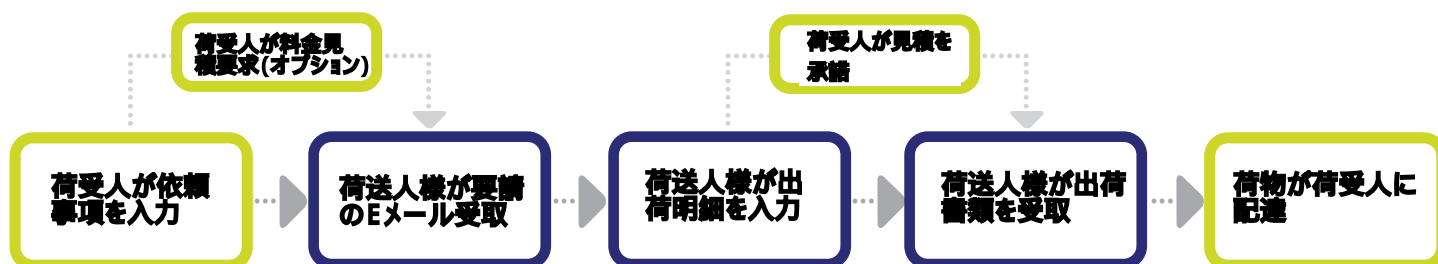 荷受人が料金見
積要求(オプション)
荷受人が見積を
承諾
荷受人が依頼
事項を入力
荷送人様が要請
のEメール受取
荷送人様が出
荷明細を入力
荷送人様が出荷
書類を受取
荷物が荷受人に
配達